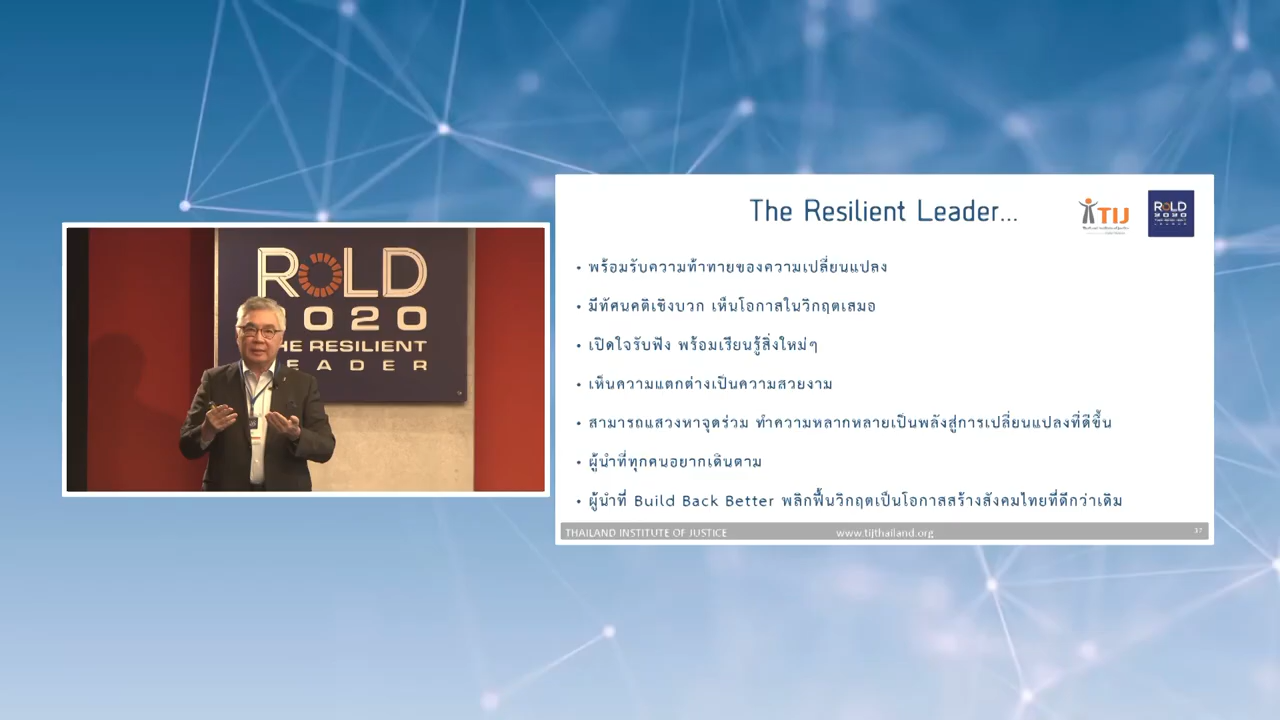 ROLD
2020
THE RESILIENT
LEADER
The Resilient Leader...
TIJ
ROLD
2020
• พร้อมรับความท้าทายของความเปลี่ยนแปลง
• มีทัศนคติเชิงบวก เห็นโอกาสในวิกฤตเสมอ
• เปิดใจรับฟัง พร้อมเรียนรู้สิ่งใหม่ๆ
• เห็นความแตกต่างเป็นความสวยงาม
• สามารถแสวงหาจุดร่วม ทำความหลากหลายเป็นพลังสู่การเปลี่ยนแปลงที่ดีขึ้น
• ผู้นำที่ทุกคนอยากเดินตาม
• ผู้นำที่ Build Back Better พลิกฟื้นวิกฤตเป็นโอกาสสร้างสังคมไทยที่ดีกว่าเดิม
THAILAND INSTITUTE OF JUSTICE www.tijthailand.org 37